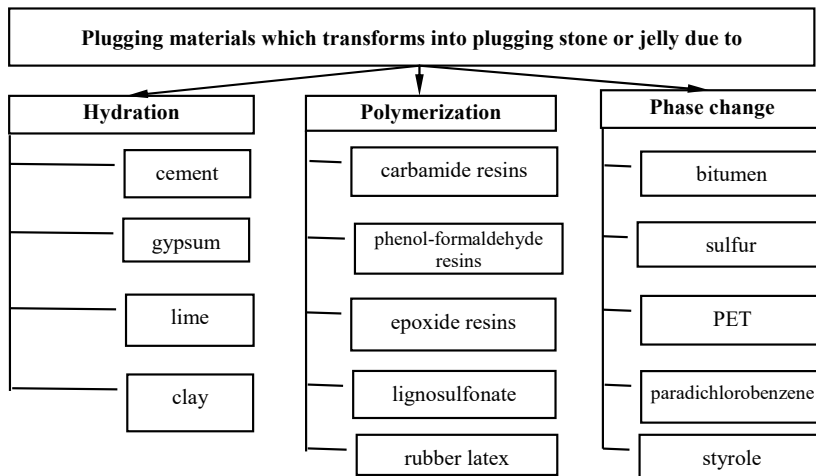 Plugging materials which transforms into plugging stone or jelly due to
Hydration
cement
gypsum
lime
clay
Polymerization
carbamide resins
phenol-formaldehyde
resins
epoxide resins
lignosulfonate
rubber latex
Phase change
bitumen
sulfur
PET
paradichlorobenzene
styrole